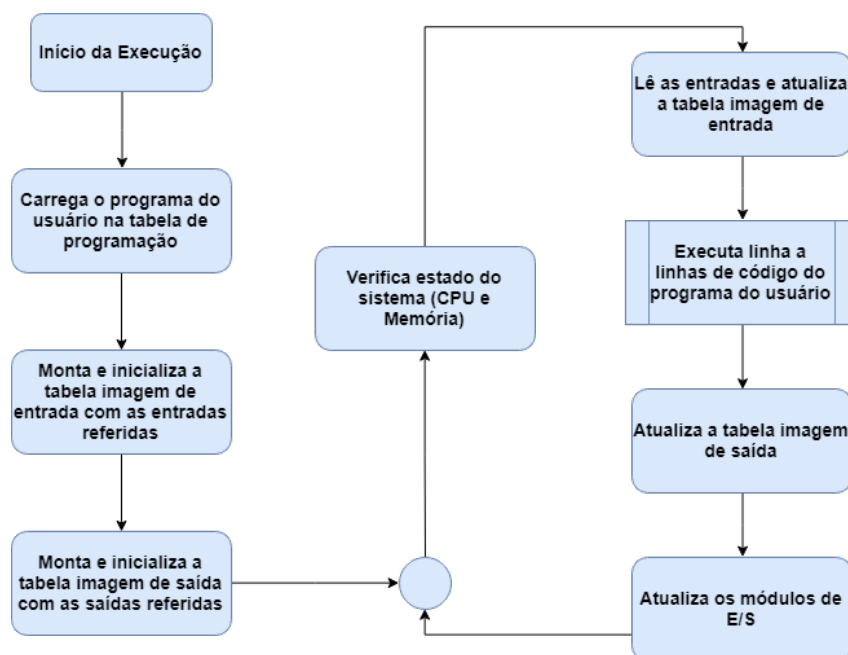 Início da Execução
Carrega o programa do
usuário na tabela de
programação
Monta e inicializa a
tabela imagem de
entrada com as entradas
referidas
Monta e inicializa a
tabela imagem de saída
com as saídas referidas
Verifica estado do
sistema (CPU e
Memória)
Lê as entradas e atualiza
a tabela imagem de
entrada
Executa linha a
linhas de código do
programa do usuário
Atualiza a tabela imagem
de saída
Atualiza os módulos de
E/S